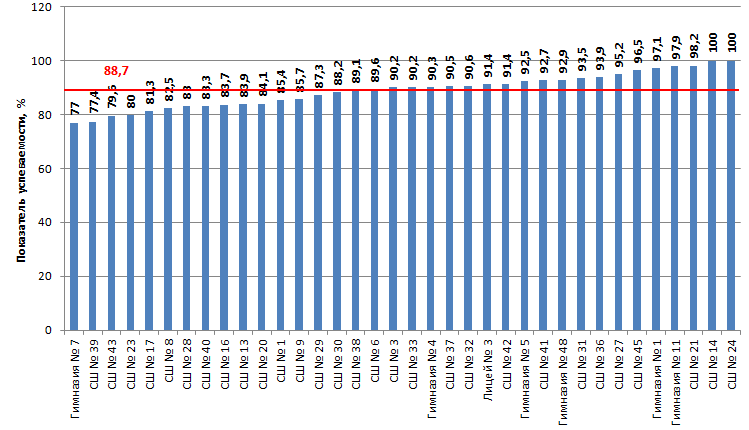 Показатель успеваемости, %
120
100
80
60
40
20
0
88,7
77
77,4
79,5
80
81,3
82,5
83
83,3
83,7
83,9
84,1
85,4
85,7
87,3
88,2
89,1
89,6
90,2
90,2
90,3
90,5
90,6
91,4
91,4
92,5
92,7
92,9
93,5
93,9
95,2
96,5
97,1
97,9
98,2
100
100
Гимназия № 7
СШ № 39
СШ № 43
СШ № 23
СШ № 17
СШ № 8
СШ № 28
СШ № 40
СШ № 16
СШ № 13
СШ № 20
СШ № 1
СШ № 9
СШ № 29
СШ № 30
СШ № 38
СШ № 6
СШ № 3
СШ № 33
Гимназия № 4
СШ № 37
СШ № 32
Лицей № 3
СШ № 42
Гимназия № 5
СШ № 41
Гимназия № 48
СШ № 31
СШ № 36
СШ № 27
СШ № 45
Гимназия № 1
Гимназия № 11
СШ № 21
СШ № 14
СШ № 24